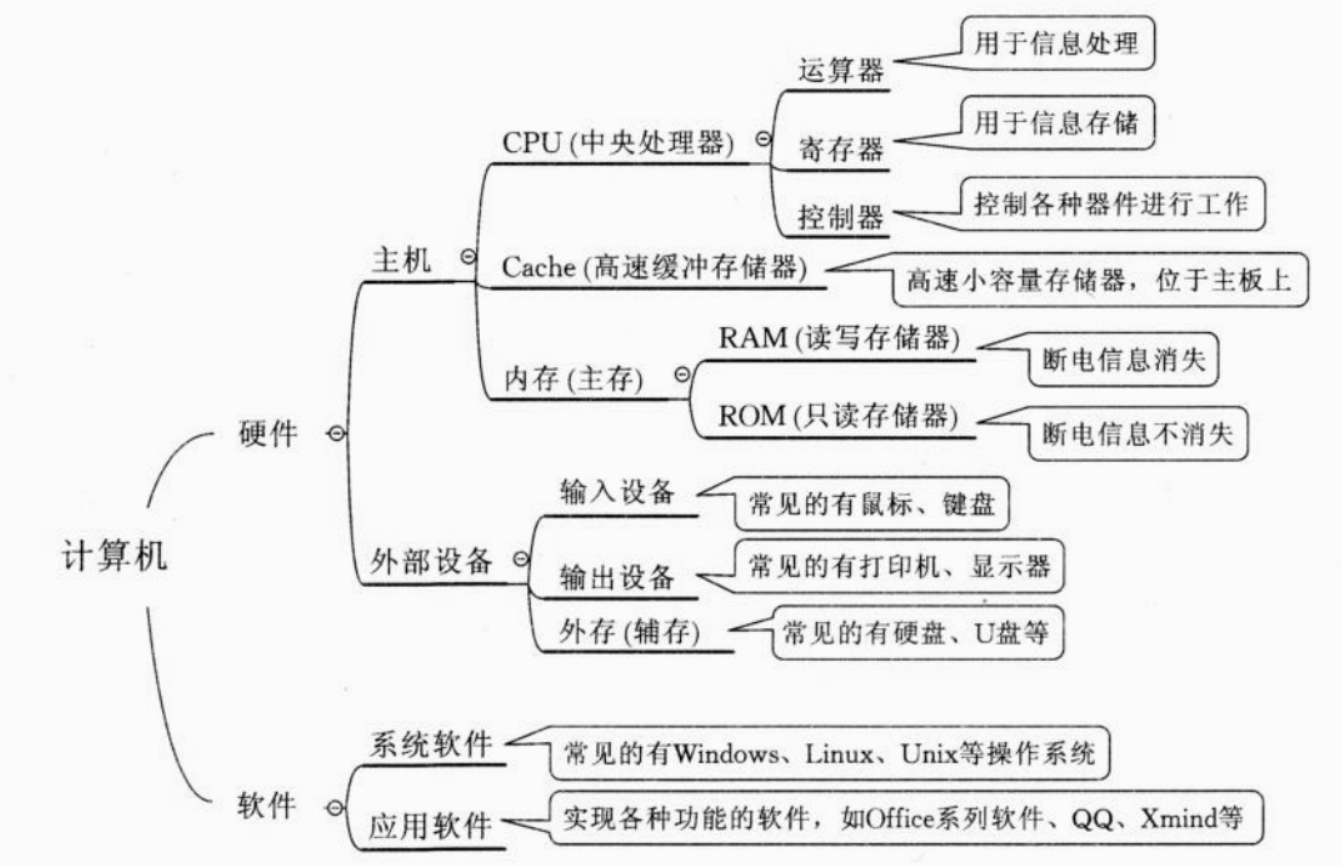 用于信息处理
运算器
CPU (中央处理器)
用于信息存储
寄存器
控制各种器件进行工作
控制器
主机
Cache (高速缓冲存储器)
高速小容量存储器，位于主板上
RAM (读写存储器)
断电信息消失
内存 (主存)
ROM (只读存储器)
断电信息不消失
硬件
输入设备
常见的有鼠标、键盘
计算机
外部设备
输出设备
常见的有打印机、显示器
外存 (辅存)
常见的有硬盘、U盘等
系统软件
常见的有Windows、Linux、Unix等操作系统
软件
应用软件
实现各种功能的软件，如Office系列软件、QQ、Xmind等